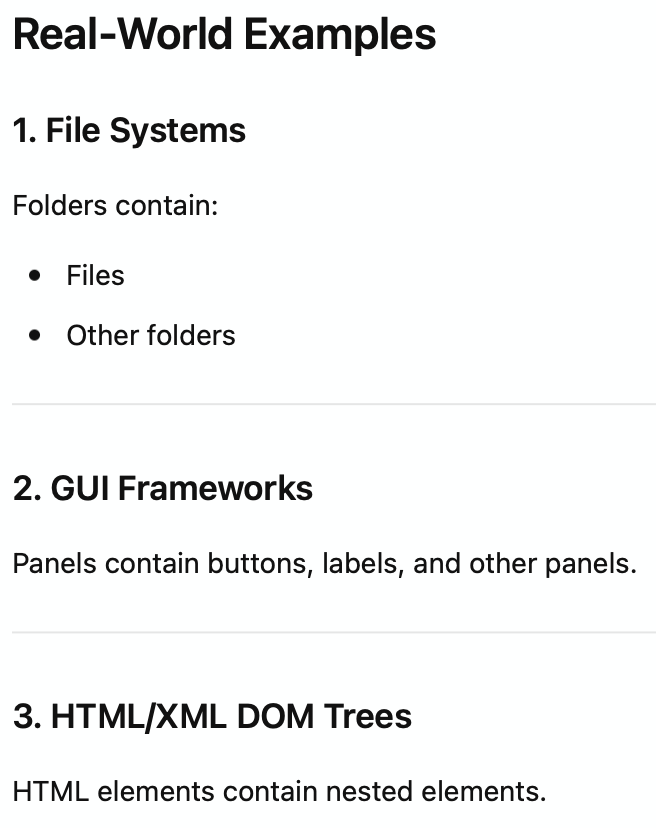 Real-World Examples
1. File Systems
Folders contain:
• Files
• Other folders
2. GUI Frameworks
Panels contain buttons, labels, and other panels.
3. HTML/XML DOM Trees
HTML elements contain nested elements.